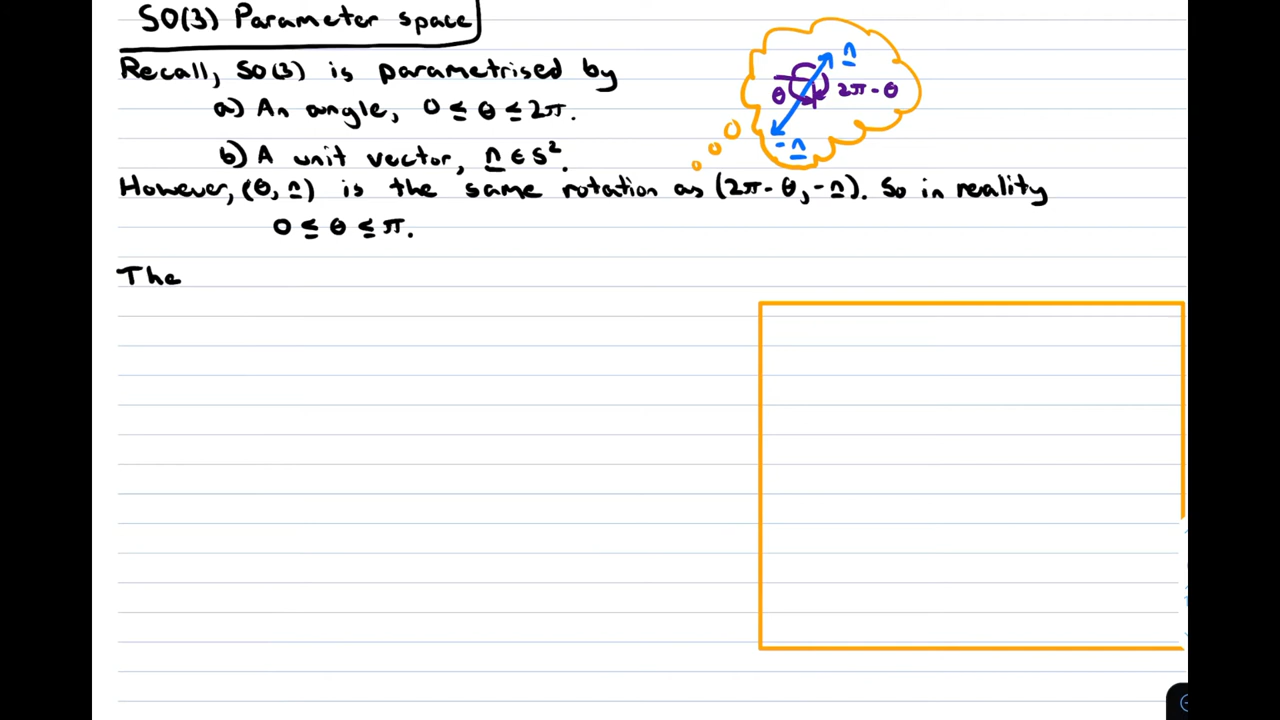 SO(3) Parameter space
Recall, SO(3) is parametrised by
a) An angle, 0 ≤ θ ≤ 2π.
b) A unit vector, n ∈ S².
However, (θ, n) is the same rotation as (2π - θ, -n). So in reality
0 ≤ θ ≤ π.
The
n
θ
2π - θ
-n